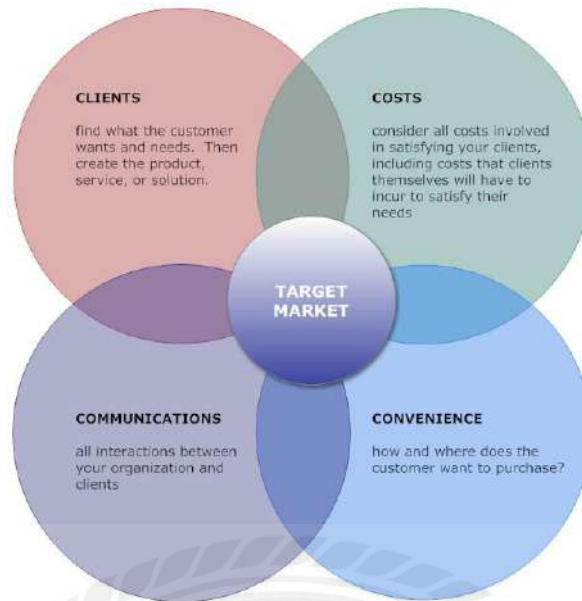 CLIENTS
find what the customer
wants and needs. Then
create the product,
service, or solution.
COSTS
consider all costs involved
in satisfying your clients,
including costs that clients
themselves will have to
incur to satisfy their
needs
TARGET
MARKET
COMMUNICATIONS
all interactions between
your organization and
clients
CONVENIENCE
how and where does the
customer want to purchase?